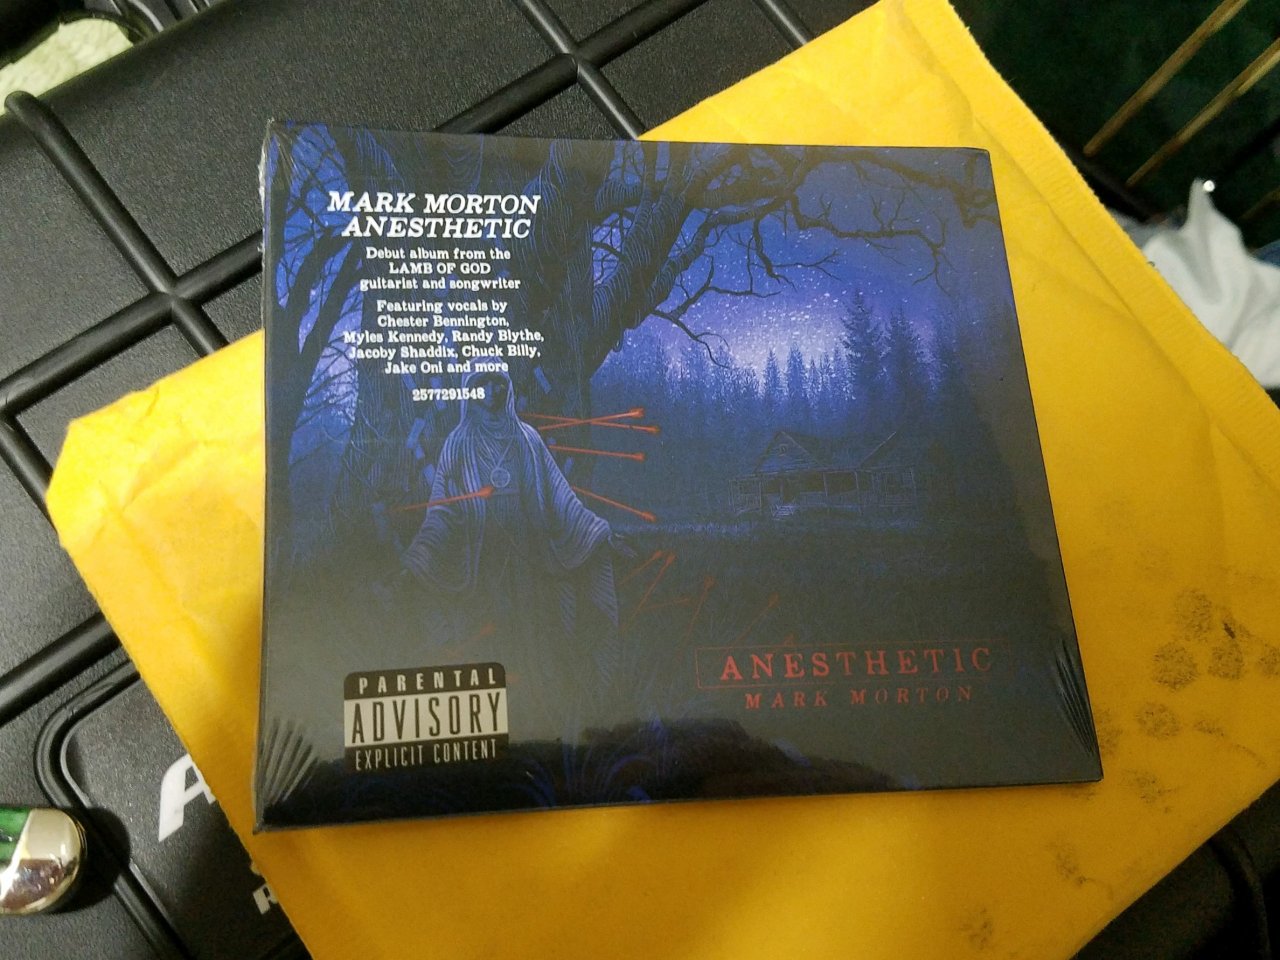 MARK MORTON
ANESTHETIC
Debut album from the
LAMB OF GOD
guitarist and songwriter
Featuring vocals by
Chester Bennington,
Myles Kennedy, Randy Blythe,
Jacoby Shaddix, Chuck Billy,
Jake Oni and more
2577291548
ANESTHETIC
MARK MORTON
PARENTAL
ADVISORY
EXPLICIT CONTENT